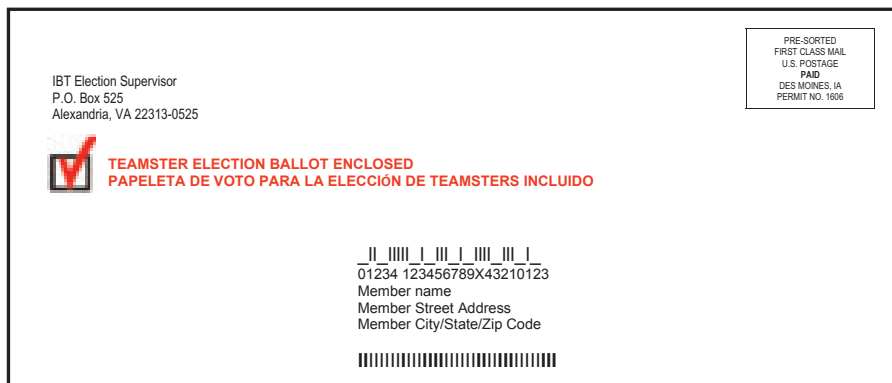 PRE-SORTED
FIRST CLASS MAIL
U.S. POSTAGE
PAID
DES MOINES, IA
PERMIT NO. 1606
IBT Election Supervisor
P.O. Box 525
Alexandria, VA 22313-0525
TEAMSTER ELECTION BALLOT ENCLOSED
PAPELETA DE VOTO PARA LA ELECCIÓN DE TEAMSTERS INCLUIDO
01234 123456789X43210123
Member name
Member Street Address
Member City/State/Zip Code